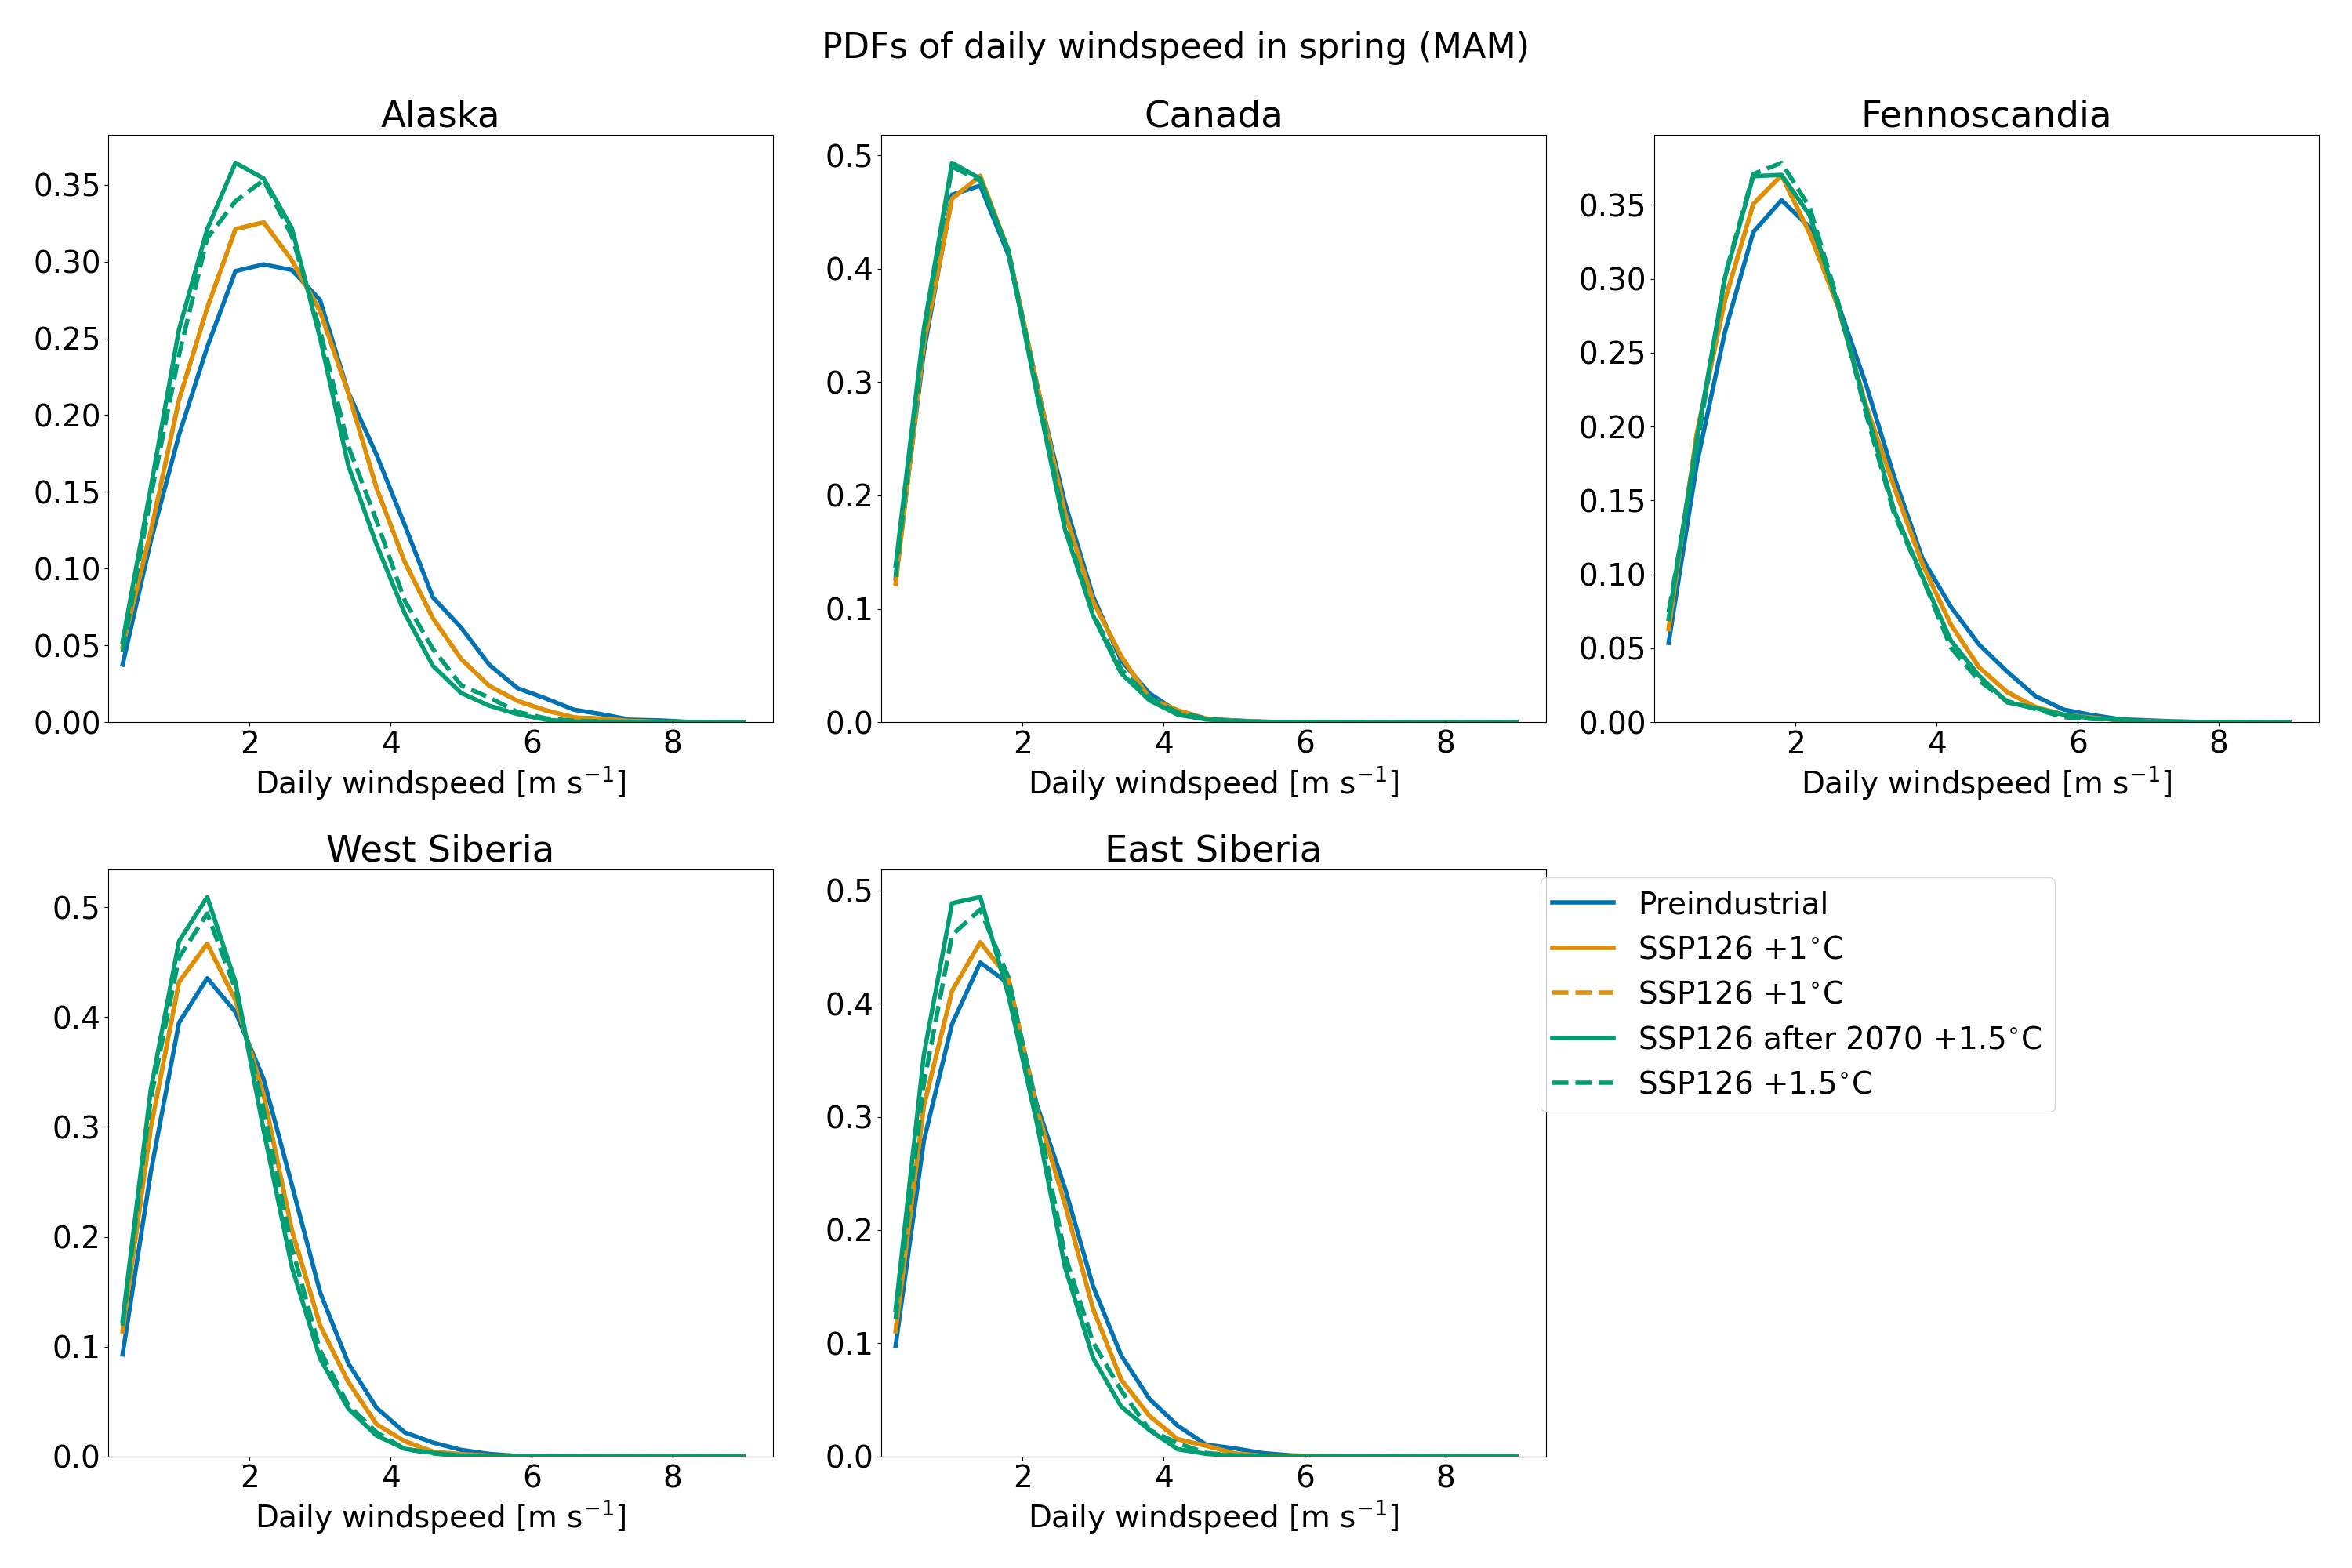 PDFs of daily windspeed in spring (MAM)
Alaska
0.35
0.30
0.25
0.20
0.15
0.10
0.05
0.00
2 4 6 8
Daily windspeed [m s⁻¹]
Canada
0.5
0.4
0.3
0.2
0.1
0.0
2 4 6 8
Daily windspeed [m s⁻¹]
Fennoscandia
0.35
0.30
0.25
0.20
0.15
0.10
0.05
0.00
2 4 6 8
Daily windspeed [m s⁻¹]
West Siberia
0.5
0.4
0.3
0.2
0.1
0.0
2 4 6 8
Daily windspeed [m s⁻¹]
East Siberia
0.5
0.4
0.3
0.2
0.1
0.0
2 4 6 8
Daily windspeed [m s⁻¹]
Preindustrial
SSP126 +1°C
SSP126 +1°C
SSP126 after 2070 +1.5°C
SSP126 +1.5°C